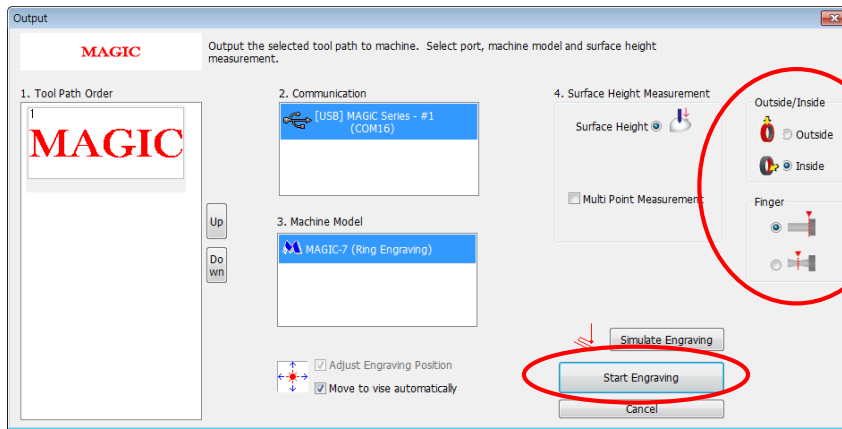 Output
MAGIC
Output the selected tool path to machine. Select port, machine model and surface height
measurement.
1. Tool Path Order
1
MAGIC
Up
Do
wn
2. Communication
[USB] MAGiC Series - #1
(COM16)
3. Machine Model
MAGIC-7 (Ring Engraving)
Adjust Engraving Position
Move to vise automatically
4. Surface Height Measurement
Surface Height
Multi Point Measurement
Outside/Inside
Outside
Inside
Finger
Simulate Engraving
Start Engraving
Cancel